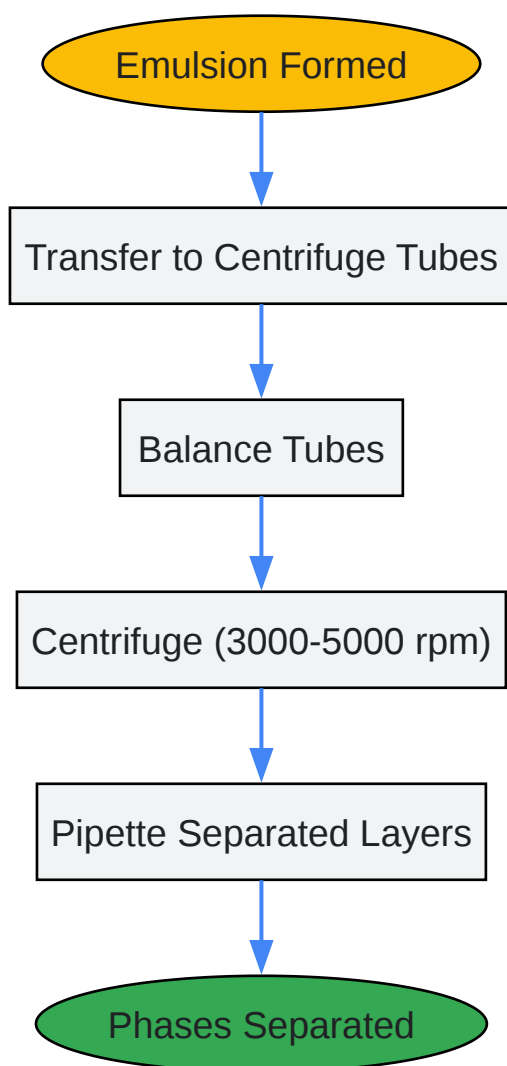 Emulsion Formed
Transfer to Centrifuge Tubes
Balance Tubes
Centrifuge (3000-5000 rpm)
Pipette Separated Layers
Phases Separated